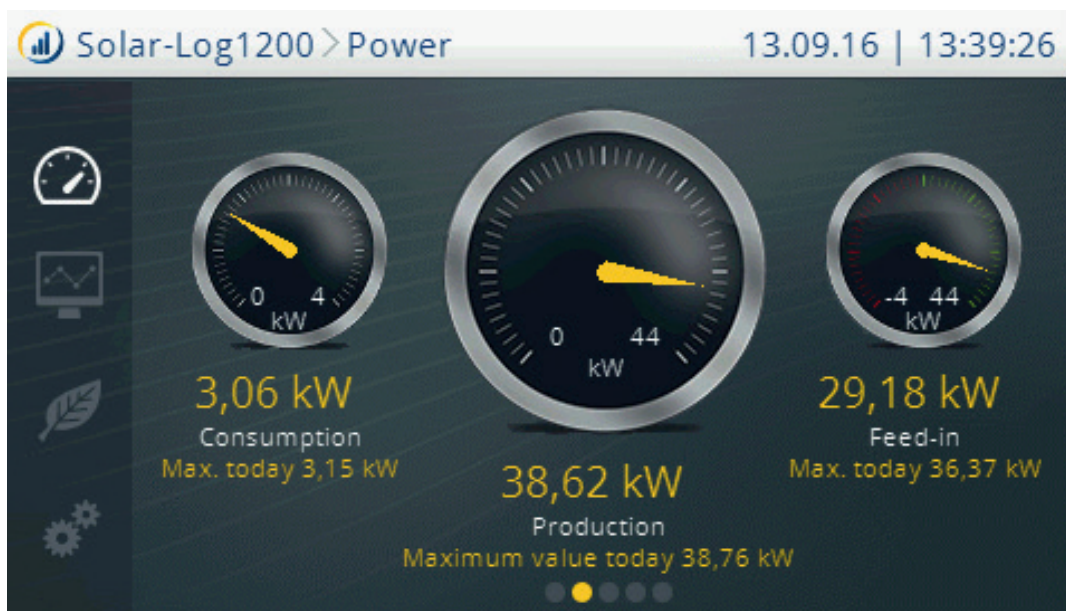 Solar-Log1200 > Power 13.09.16 | 13:39:26
0 4
kW
3,06 kW
Consumption
Max. today 3,15 kW
0 44
kW
38,62 kW
Production
Maximum value today 38,76 kW
-4 44
kW
29,18 kW
Feed-in
Max. today 36,37 kW